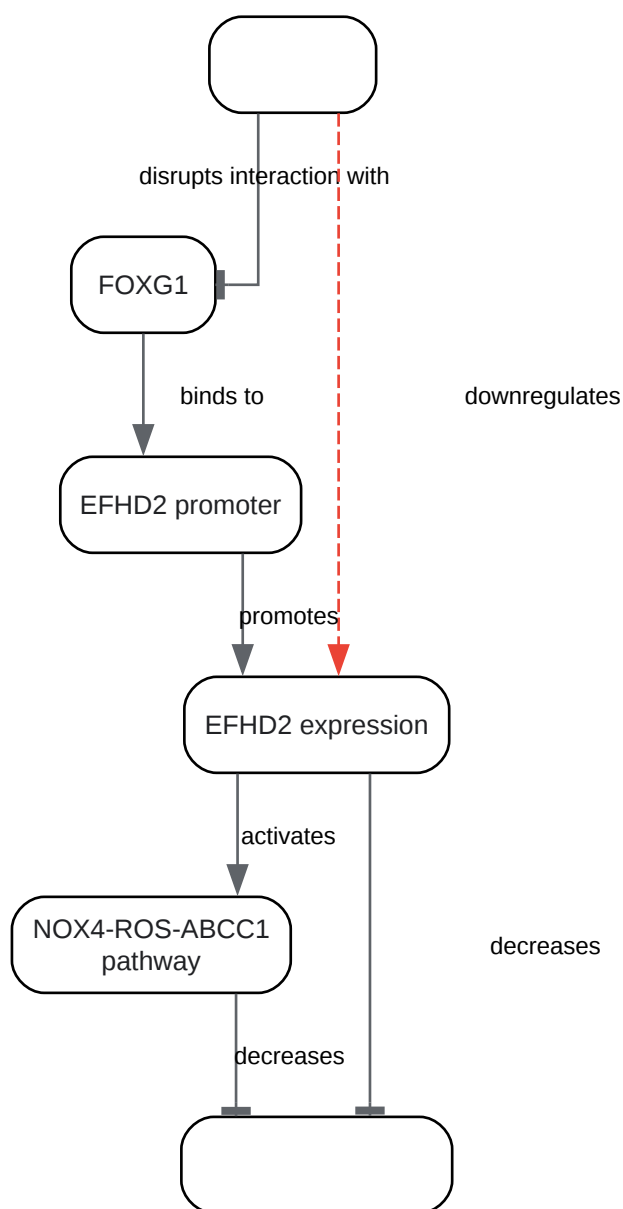 disrupts interaction with
FOXG1
binds to
downregulates
EFHD2 promoter
promotes
EFHD2 expression
activates
NOX4-ROS-ABCC1
pathway
decreases
decreases